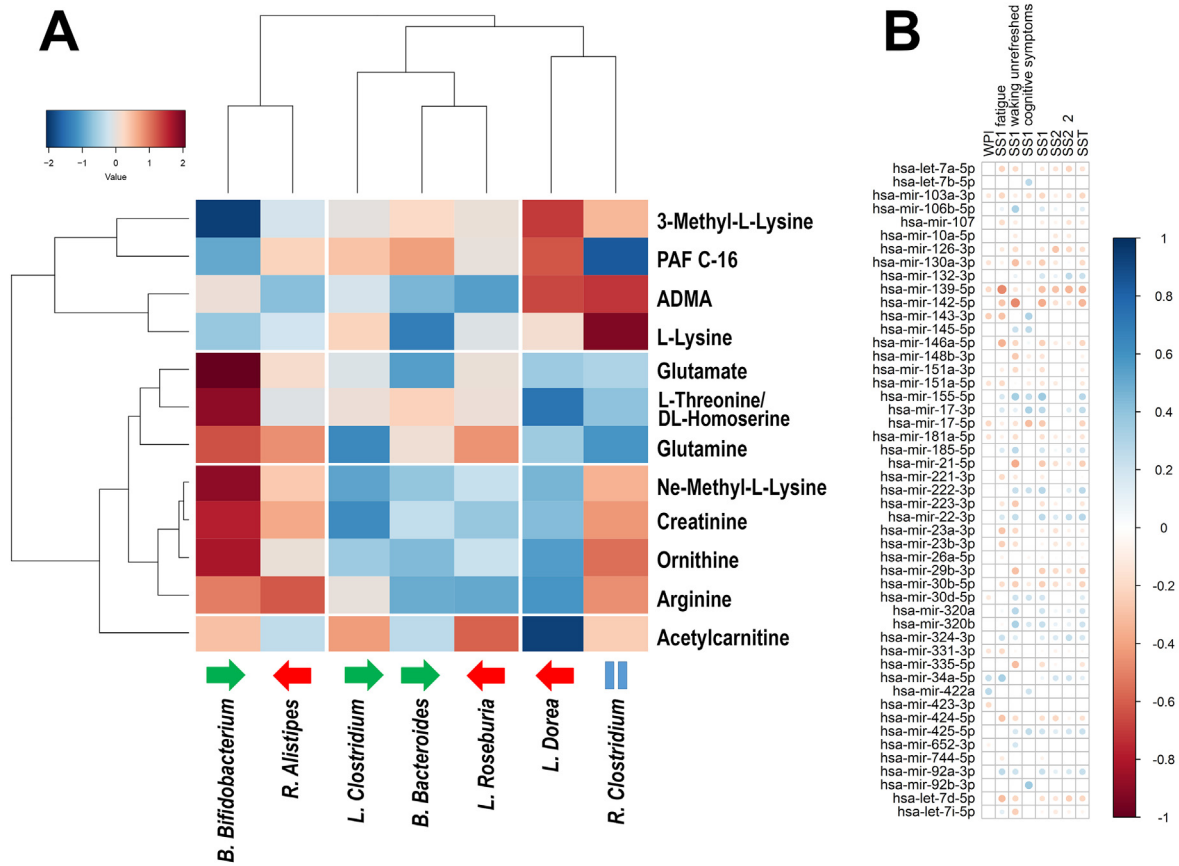 A
−2 −1 0 1 2
Value
3-Methyl-L-Lysine
PAF C-16
ADMA
L-Lysine
Glutamate
L-Threonine/
DL-Homoserine
Glutamine
Ne-Methyl-L-Lysine
Creatinine
Ornithine
Arginine
Acetylcarnitine
B. Bifidobacterium
R. Alistipes
L. Clostridium
B. Bacteroides
L. Roseburia
L. Dorea
R. Clostridium
B
WPI
SS1 fatigue
SS1 waking unrefreshed
SS1 cognitive symptoms
SS1
SS2
SS2 2
SST
hsa-let-7a-5p
hsa-let-7b-5p
hsa-mir-103a-3p
hsa-mir-106b-5p
hsa-mir-107
hsa-mir-10a-5p
hsa-mir-126-3p
hsa-mir-130a-3p
hsa-mir-132-3p
hsa-mir-139-5p
hsa-mir-142-5p
hsa-mir-143-3p
hsa-mir-145-5p
hsa-mir-146a-5p
hsa-mir-148b-3p
hsa-mir-151a-3p
hsa-mir-151a-5p
hsa-mir-155-5p
hsa-mir-17-3p
hsa-mir-17-5p
hsa-mir-181a-5p
hsa-mir-185-5p
hsa-mir-21-5p
hsa-mir-221-3p
hsa-mir-222-3p
hsa-mir-223-3p
hsa-mir-22-3p
hsa-mir-23a-3p
hsa-mir-23b-3p
hsa-mir-26a-5p
hsa-mir-29b-3p
hsa-mir-30b-5p
hsa-mir-30d-5p
hsa-mir-320a
hsa-mir-320b
hsa-mir-324-3p
hsa-mir-331-3p
hsa-mir-335-5p
hsa-mir-34a-5p
hsa-mir-422a
hsa-mir-423-3p
hsa-mir-424-5p
hsa-mir-425-5p
hsa-mir-652-3p
hsa-mir-744-5p
hsa-mir-92a-3p
hsa-mir-92b-3p
hsa-let-7d-5p
hsa-let-7i-5p
1
0.8
0.6
0.4
0.2
0
-0.2
-0.4
-0.6
-0.8
-1